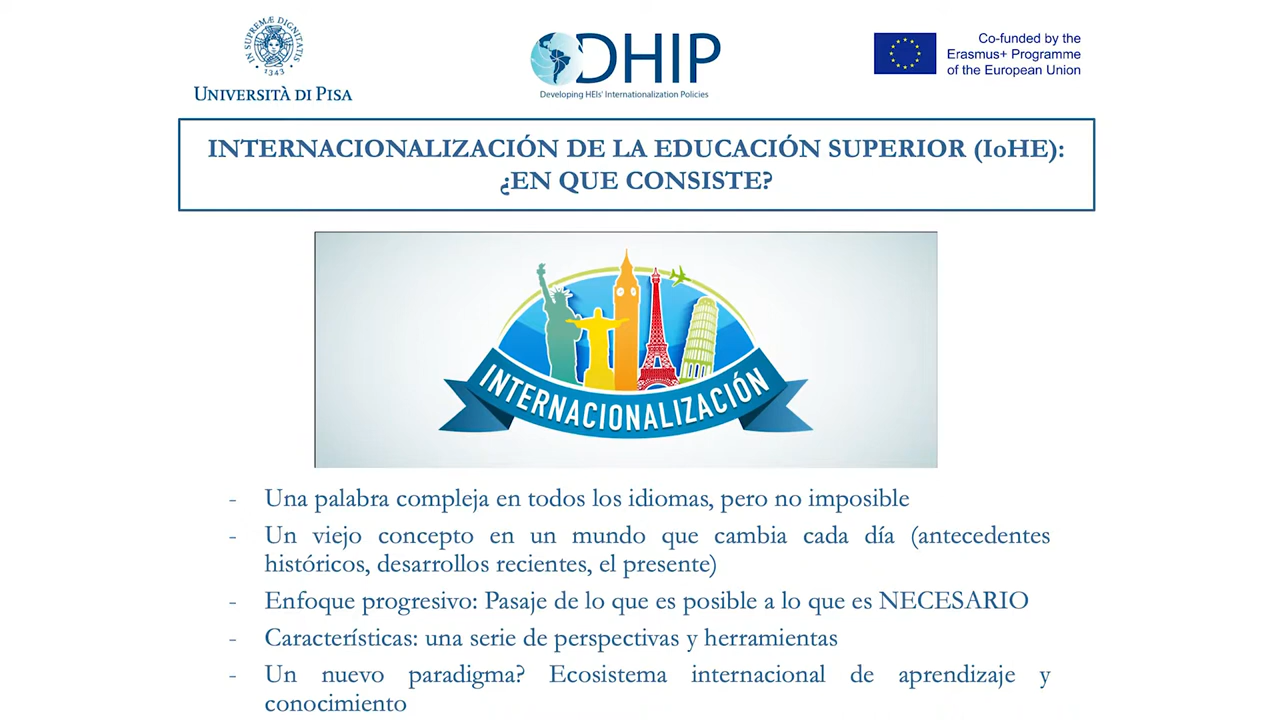 IN SUPREMÆ DIGNITATIS
1343
UNIVERSITÀ DI PISA
DHIP
Developing HEIs' Internationalization Policies
Co-funded by the
Erasmus+ Programme
of the European Union
INTERNACIONALIZACIÓN DE LA EDUCACIÓN SUPERIOR (IoHE):
¿EN QUE CONSISTE?
INTERNACIONALIZACIÓN
- Una palabra compleja en todos los idiomas, pero no imposible
- Un viejo concepto en un mundo que cambia cada día (antecedentes
históricos, desarrollos recientes, el presente)
- Enfoque progresivo: Pasaje de lo que es posible a lo que es NECESARIO
- Características: una serie de perspectivas y herramientas
- Un nuevo paradigma? Ecosistema internacional de aprendizaje y
conocimiento